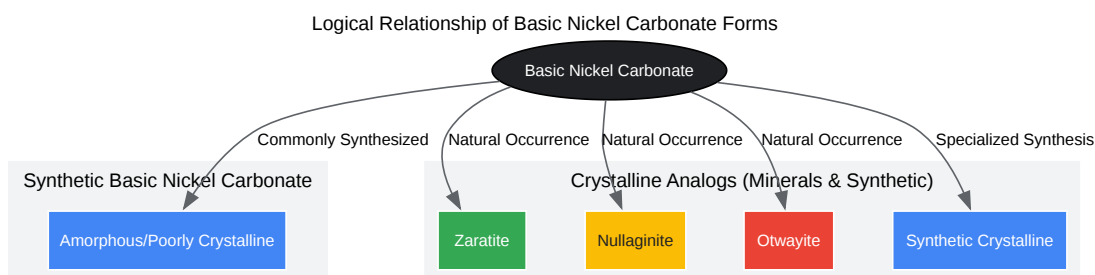 Logical Relationship of Basic Nickel Carbonate Forms
Basic Nickel Carbonate
Commonly Synthesized
Natural Occurrence
Natural Occurrence
Natural Occurrence
Specialized Synthesis
Synthetic Basic Nickel Carbonate
Crystalline Analogs (Minerals & Synthetic)
Amorphous/Poorly Crystalline
Zaratite
Nullaginite
Otwayite
Synthetic Crystalline